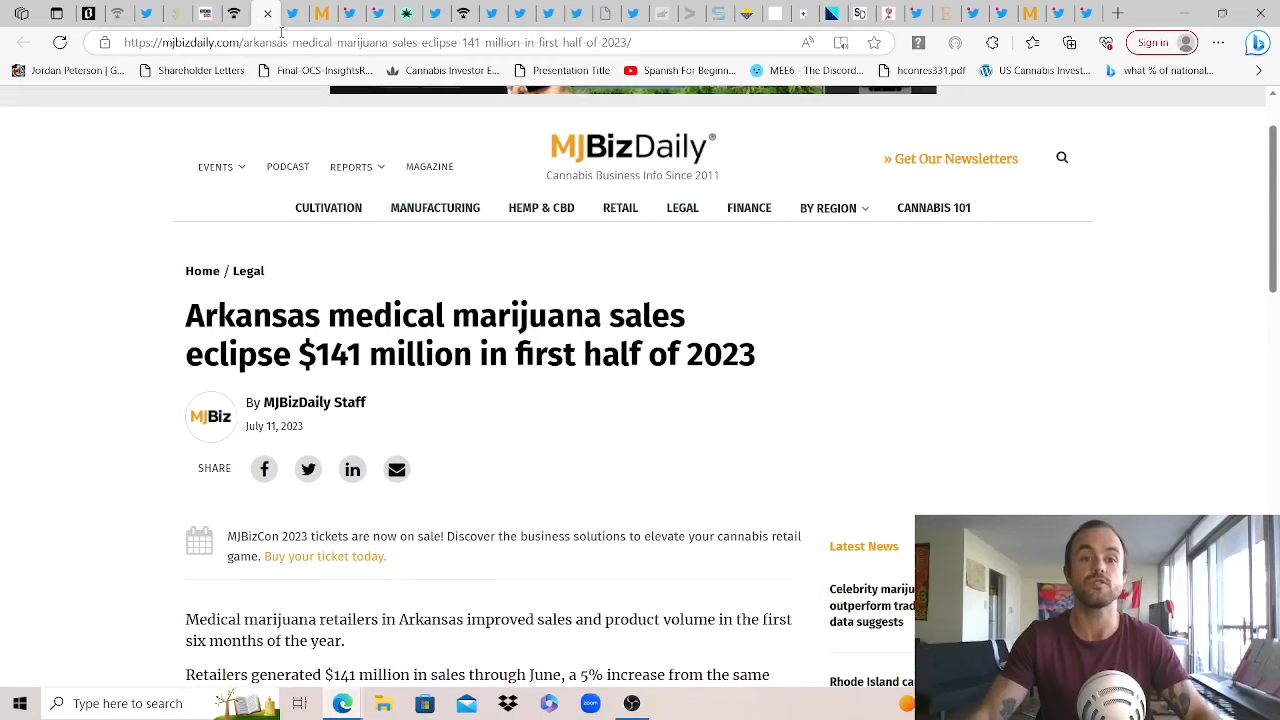 https://mjbizdaily.com/arkansas-medical-marijuana-sales-eclipse-141-million-in-first-half-of-2023/
Sign in
Jordan Peterson | G...
Shareholder Letters
Digital-OCS-InsightsR...
Cannabis Investor E...
Presentation Title
Spanish For Begin...
MEE6 - The Discord...
hconres331.pdf
US Cannabis Invest...
what % of national...
MJBizDaily®
Cannabis Business Info Since 2011
EVENTS
PODCAST
REPORTS
MAGAZINE
» Get Our Newsletters
CULTIVATION
MANUFACTURING
HEMP & CBD
RETAIL
LEGAL
FINANCE
BY REGION
CANNABIS 101
Home / Legal
Arkansas medical marijuana sales
eclipse $141 million in first half of 2023
MJBiz
By MJBizDaily Staff
July 11, 2023
SHARE
MJBizCon 2023 tickets are now on sale! Discover the business solutions to elevate your cannabis retail
game. Buy your ticket today.
Medical marijuana retailers in Arkansas improved sales and product volume in the first
six months of the year.
Retailers generated $141 million in sales through June, a 5% increase from the same
Latest News
Celebrity mariju
outperform trad
data suggests
Rhode Island ca
Type here to search
zoom